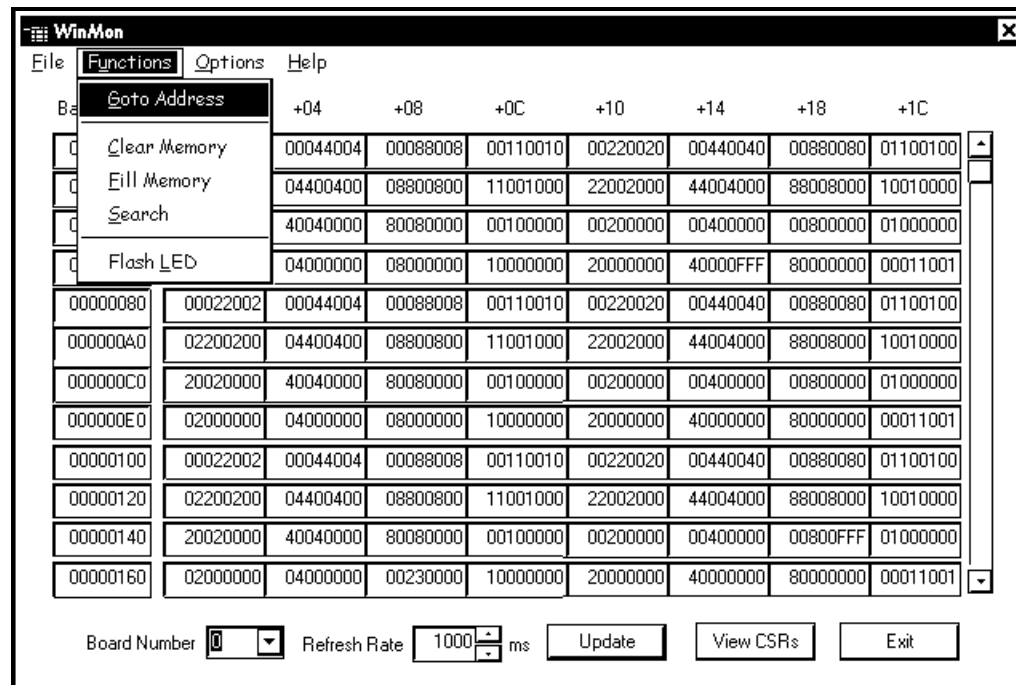 WinMon
File Functions Options Help
Goto Address
Clear Memory
Fill Memory
Search
Flash LED
Ba +04 +08 +0C +10 +14 +18 +1C
00044004 00088008 00110010 00220020 00440040 00880080 01100100
04400400 08800800 11001000 22002000 44004000 88008000 10010000
40040000 80080000 00100000 00200000 00400000 00800000 01000000
04000000 08000000 10000000 20000000 40000FFF 80000000 00011001
00000080 00022002 00044004 00088008 00110010 00220020 00440040 00880080 01100100
000000A0 02200200 04400400 08800800 11001000 22002000 44004000 88008000 10010000
000000C0 20020000 40040000 80080000 00100000 00200000 00400000 00800000 01000000
000000E0 02000000 04000000 08000000 10000000 20000000 40000000 80000000 00011001
00000100 00022002 00044004 00088008 00110010 00220020 00440040 00880080 01100100
00000120 02200200 04400400 08800800 11001000 22002000 44004000 88008000 10010000
00000140 20020000 40040000 80080000 00100000 00200000 00400000 00800FFF 01000000
00000160 02000000 04000000 00230000 10000000 20000000 40000000 80000000 00011001
Board Number 0 Refresh Rate 1000 ms Update View CSRs Exit